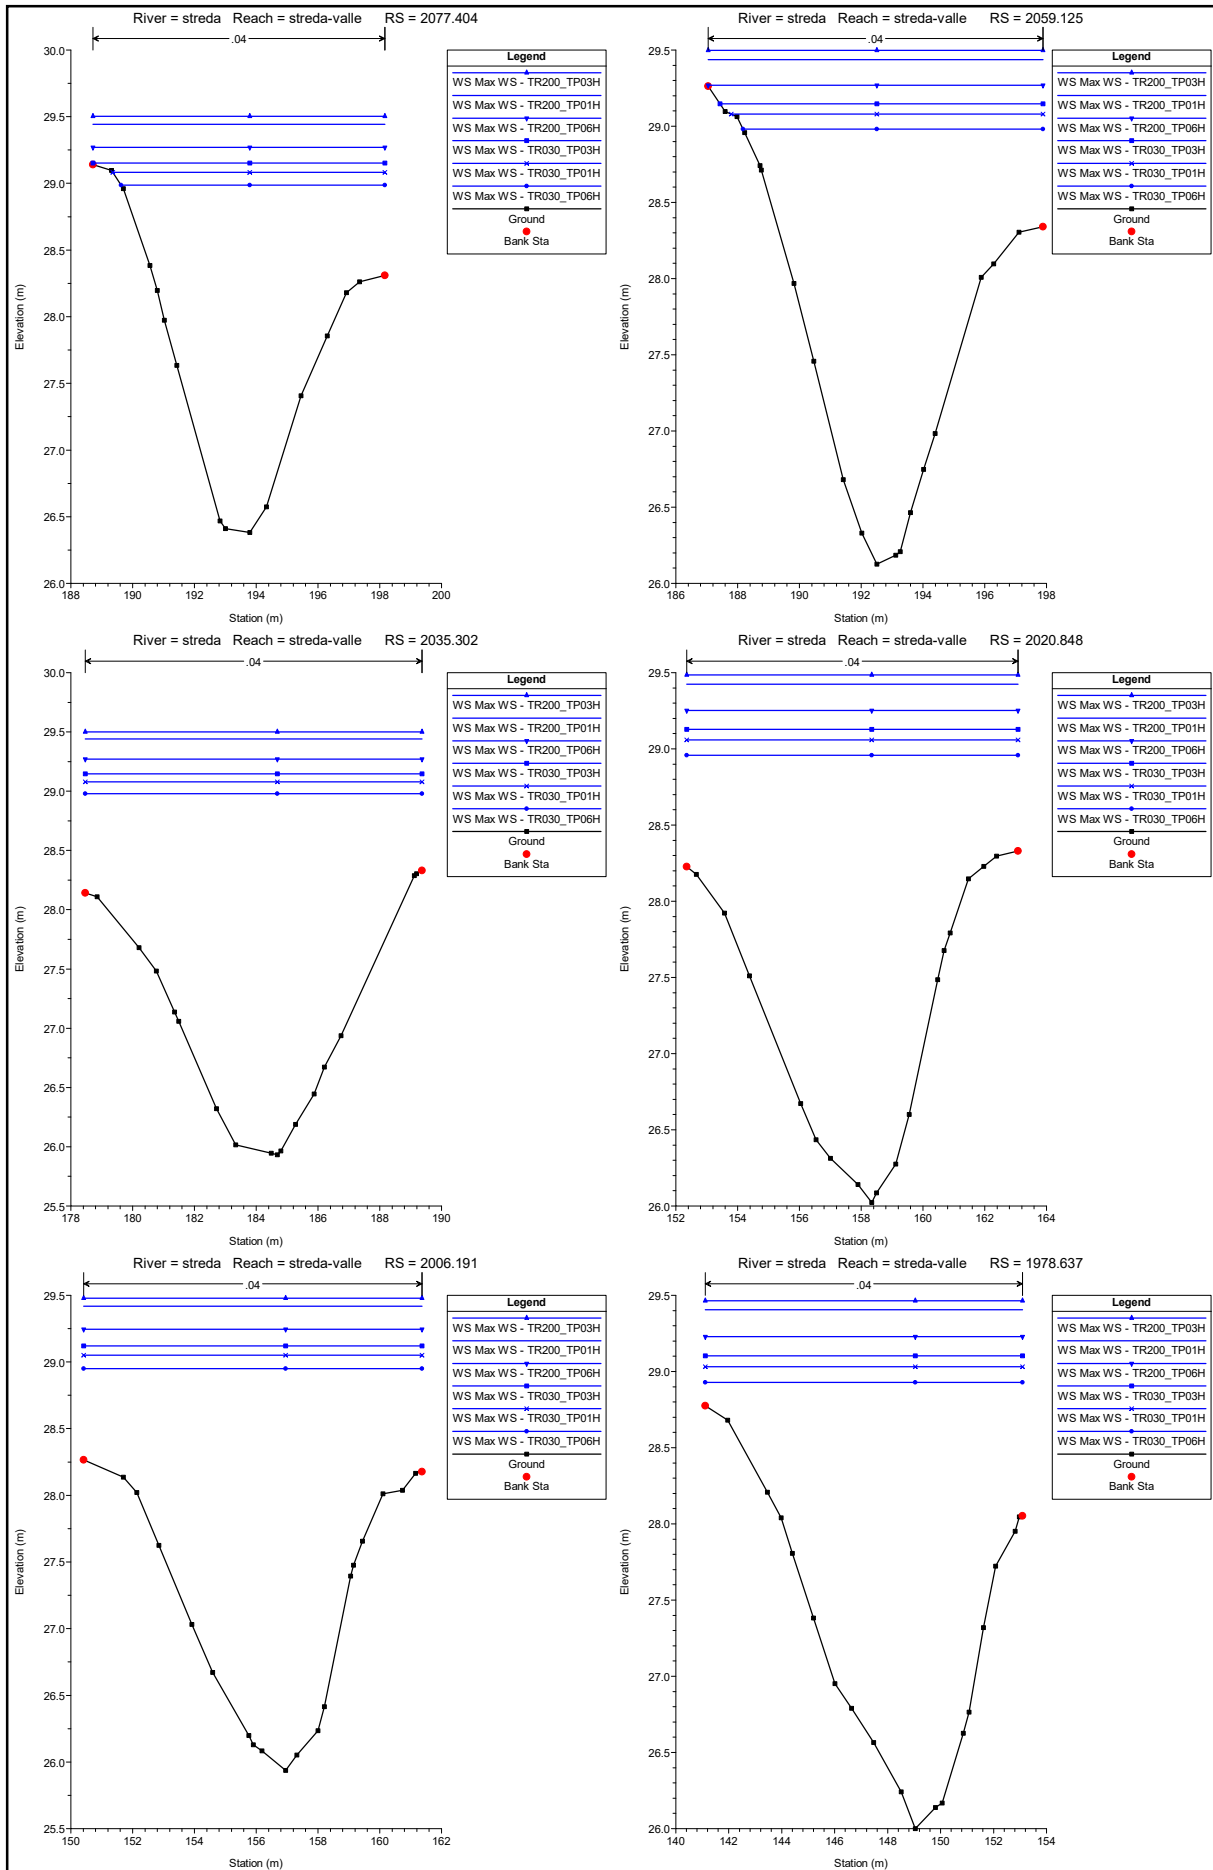 River = streda Reach = streda-valle RS = 2077.404
.04
30.0
29.5
29.0
28.5
28.0
27.5
27.0
26.5
26.0
Elevation (m)
188 190 192 194 196 198 200
Station (m)
Legend
WS Max WS - TR200_TP03H
WS Max WS - TR200_TP01H
WS Max WS - TR200_TP06H
WS Max WS - TR030_TP03H
WS Max WS - TR030_TP01H
WS Max WS - TR030_TP06H
Ground
Bank Sta
River = streda Reach = streda-valle RS = 2059.125
.04
29.5
29.0
28.5
28.0
27.5
27.0
26.5
26.0
Elevation (m)
186 188 190 192 194 196 198
Station (m)
Legend
WS Max WS - TR200_TP03H
WS Max WS - TR200_TP01H
WS Max WS - TR200_TP06H
WS Max WS - TR030_TP03H
WS Max WS - TR030_TP01H
WS Max WS - TR030_TP06H
Ground
Bank Sta
River = streda Reach = streda-valle RS = 2035.302
.04
30.0
29.5
29.0
28.5
28.0
27.5
27.0
26.5
26.0
25.5
Elevation (m)
178 180 182 184 186 188 190
Station (m)
Legend
WS Max WS - TR200_TP03H
WS Max WS - TR200_TP01H
WS Max WS - TR200_TP06H
WS Max WS - TR030_TP03H
WS Max WS - TR030_TP01H
WS Max WS - TR030_TP06H
Ground
Bank Sta
River = streda Reach = streda-valle RS = 2020.848
.04
29.5
29.0
28.5
28.0
27.5
27.0
26.5
26.0
Elevation (m)
152 154 156 158 160 162 164
Station (m)
Legend
WS Max WS - TR200_TP03H
WS Max WS - TR200_TP01H
WS Max WS - TR200_TP06H
WS Max WS - TR030_TP03H
WS Max WS - TR030_TP01H
WS Max WS - TR030_TP06H
Ground
Bank Sta
River = streda Reach = streda-valle RS = 2006.191
.04
29.5
29.0
28.5
28.0
27.5
27.0
26.5
26.0
25.5
Elevation (m)
150 152 154 156 158 160 162
Station (m)
Legend
WS Max WS - TR200_TP03H
WS Max WS - TR200_TP01H
WS Max WS - TR200_TP06H
WS Max WS - TR030_TP03H
WS Max WS - TR030_TP01H
WS Max WS - TR030_TP06H
Ground
Bank Sta
River = streda Reach = streda-valle RS = 1978.637
.04
29.5
29.0
28.5
28.0
27.5
27.0
26.5
26.0
Elevation (m)
140 142 144 146 148 150 152 154
Station (m)
Legend
WS Max WS - TR200_TP03H
WS Max WS - TR200_TP01H
WS Max WS - TR200_TP06H
WS Max WS - TR030_TP03H
WS Max WS - TR030_TP01H
WS Max WS - TR030_TP06H
Ground
Bank Sta